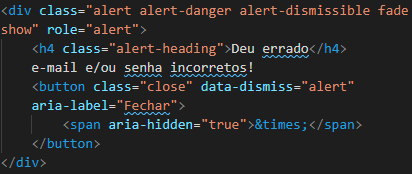 <div class="alert alert-danger alert-dismissible fade
show" role="alert">
<h4 class="alert-heading">Deu errado</h4>
e-mail e/ou senha incorretos!
<button class="close" data-dismiss="alert"
aria-label="Fechar">
<span aria-hidden="true">&times;</span>
</button>
</div>